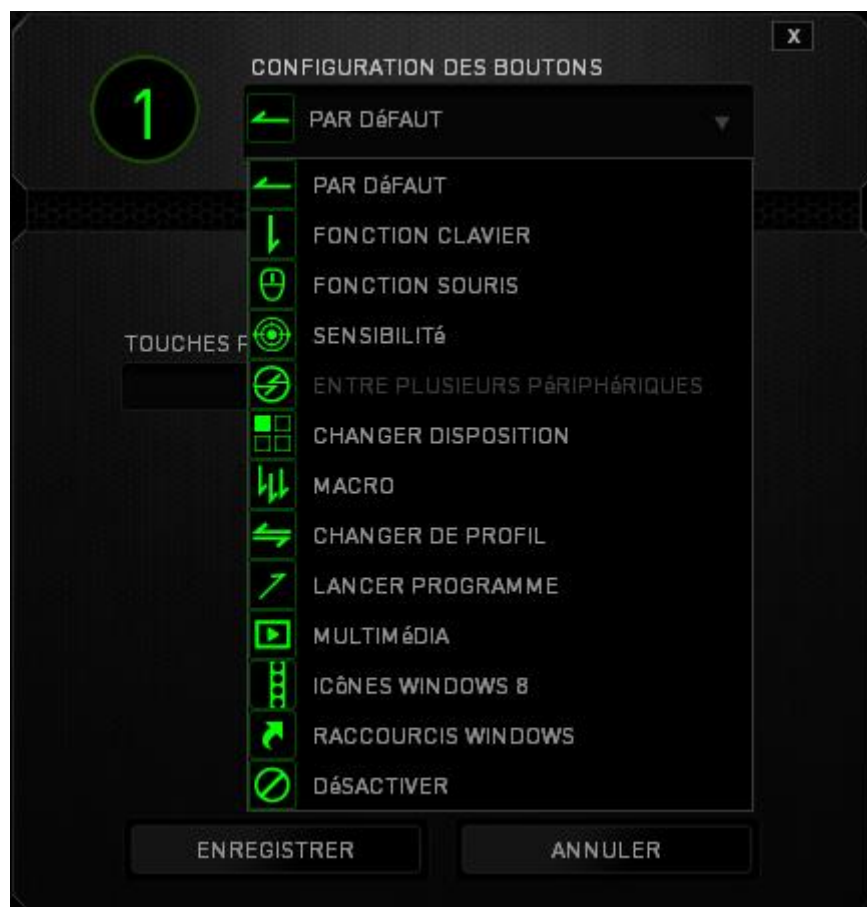 X
CONFIGURATION DES BOUTONS
1
PAR DéFAUT
PAR DéFAUT
FONCTION CLAVIER
FONCTION SOURIS
SENSIBILITé
TOUCHES
ENTRE PLUSIEURS PéRIPHéRIQUES
CHANGER DISPOSITION
MACRO
CHANGER DE PROFIL
LANCER PROGRAMME
MULTIMéDIA
ICôNES WINDOWS 8
RACCOURCIS WINDOWS
DéSACTIVER
ENREGISTRER
ANNULER